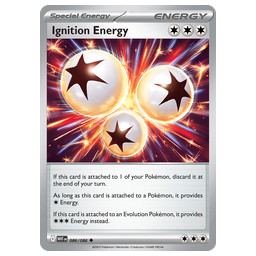 Special Energy ENERGY
Ignition Energy
If this card is attached to 1 of your Pokémon, discard it at
the end of your turn.
As long as this card is attached to a Pokémon, it provides
Energy.
If this card is attached to an Evolution Pokémon, it provides
Energy instead.
086/086